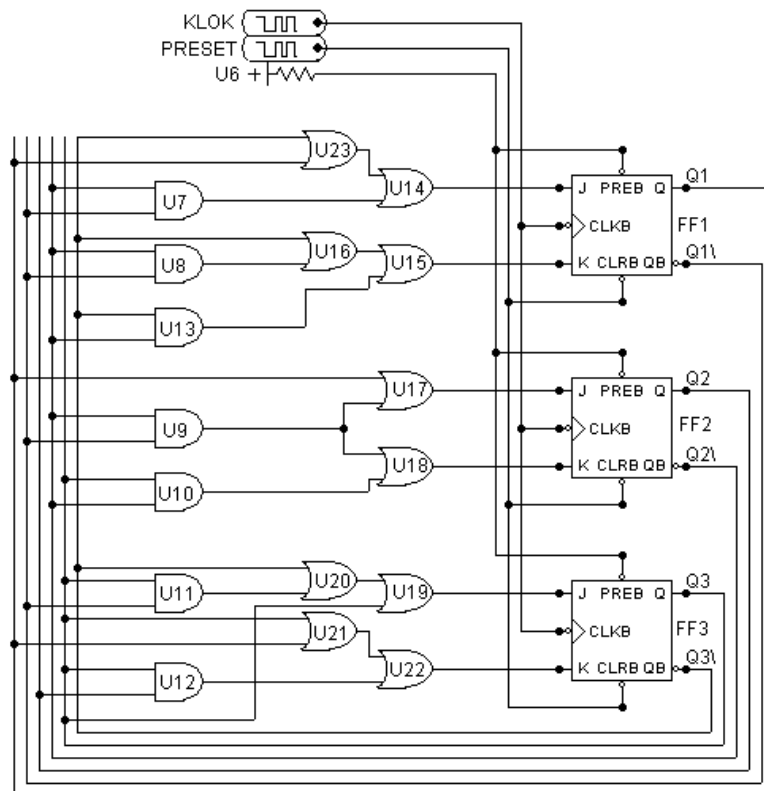 KLOK
PRESET
U6 +
U23
U14
U7
U16
U8
U15
U13
J PREB Q
Q1
CLKB
FF1
K CLRB QB
Q1\
U17
U9
U18
U10
J PREB Q
Q2
CLKB
FF2
K CLRB QB
Q2\
U20
U11
U19
U21
U12
U22
J PREB Q
Q3
CLKB
FF3
K CLRB QB
Q3\